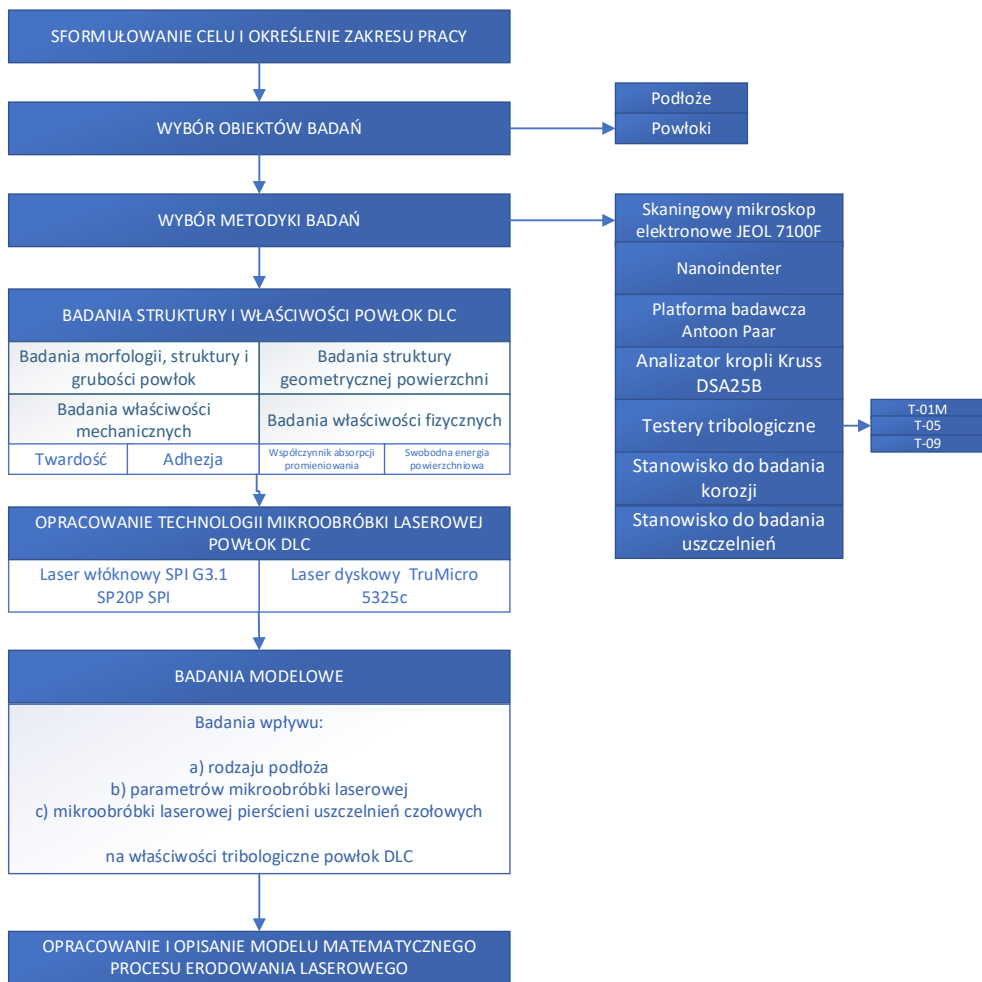 SFORMUŁOWANIE CELU I OKREŚLENIE ZAKRESU PRACY
WYBÓR OBIEKTÓW BADAŃ
Podłoże
Powłoki
WYBÓR METODYKI BADAŃ
Skaningowy mikroskop
elektronowe JEOL 7100F
Nanoindenter
Platforma badawcza
Antoon Paar
Analizator kropli Kruss
DSA25B
Testery tribologiczne
T-01M
T-05
T-09
Stanowisko do badania
korozji
Stanowisko do badania
uszczelnień
BADANIA STRUKTURY I WŁAŚCIWOŚCI POWŁOK DLC
Badania morfologii, struktury i
grubości powłok
Badania struktury
geometrycznej powierzchni
Badania właściwości
mechanicznych
Badania właściwości fizycznych
Twardość
Adhezja
Współczynnik absorpcji
promieniowania
Swobodna energia
powierzchniowa
OPRACOWANIE TECHNOLOGII MIKROOBRÓBKI LASEROWEJ
POWŁOK DLC
Laser włóknowy SPI G3.1
SP20P SPI
Laser dyskowy TruMicro
5325c
BADANIA MODELOWE
Badania wpływu:
a) rodzaju podłoża
b) parametrów mikroobróbki laserowej
c) mikroobróbki laserowej pierścieni uszczelnień czołowych
na właściwości tribologiczne powłok DLC
OPRACOWANIE I OPISANIE MODELU MATEMATYCZNEGO
PROCESU ERODOWANIA LASEROWEGO